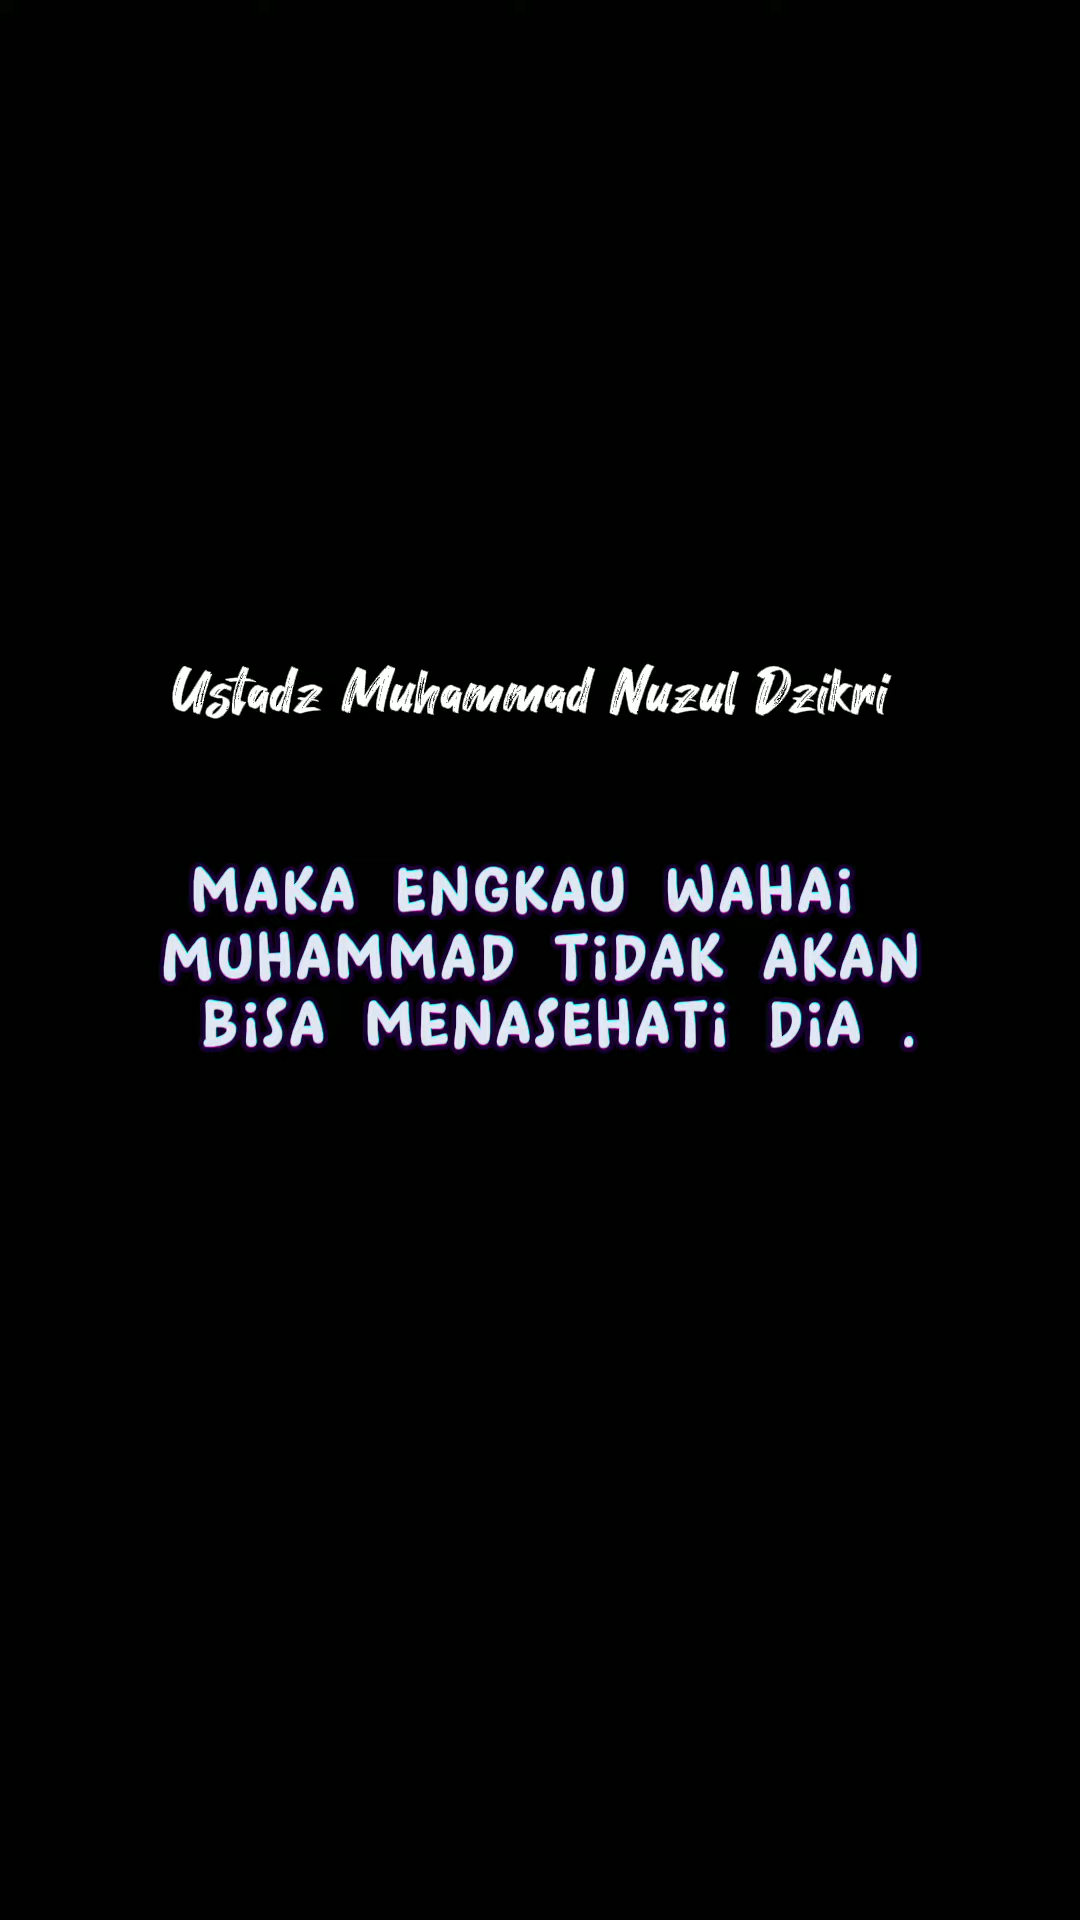 Ustadz Muhammad Nuzul Dzikri
MAKA ENGKAU WAHAi
MUHAMMAD TiDAK AKAN
BiSA MENASEHATi DiA .